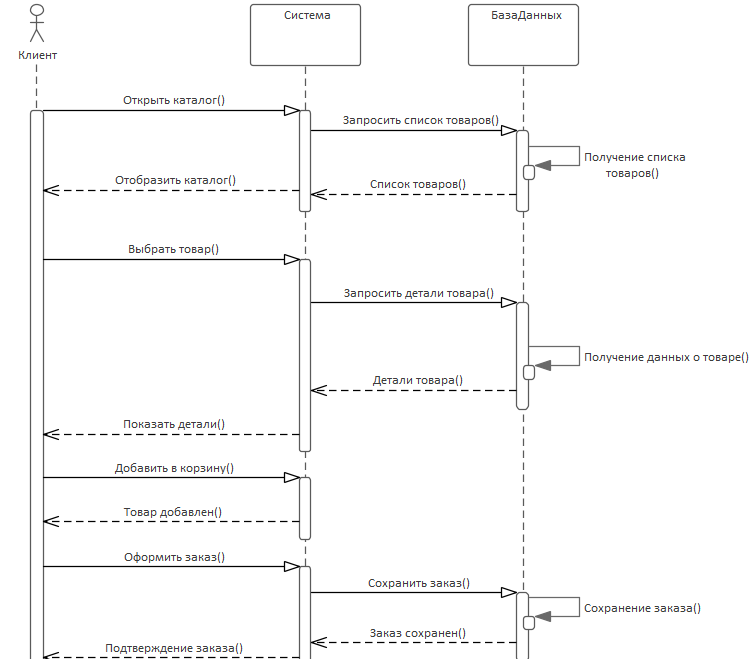 Клиент
Система
БазаДанных
Открыть каталог()
Запросить список товаров()
Получение списка
товаров()
Отобразить каталог()
Список товаров()
Выбрать товар()
Запросить детали товара()
Получение данных о товаре()
Детали товара()
Показать детали()
Добавить в корзину()
Товар добавлен()
Оформить заказ()
Сохранить заказ()
Сохранение заказа()
Заказ сохранен()
Подтверждение заказа()